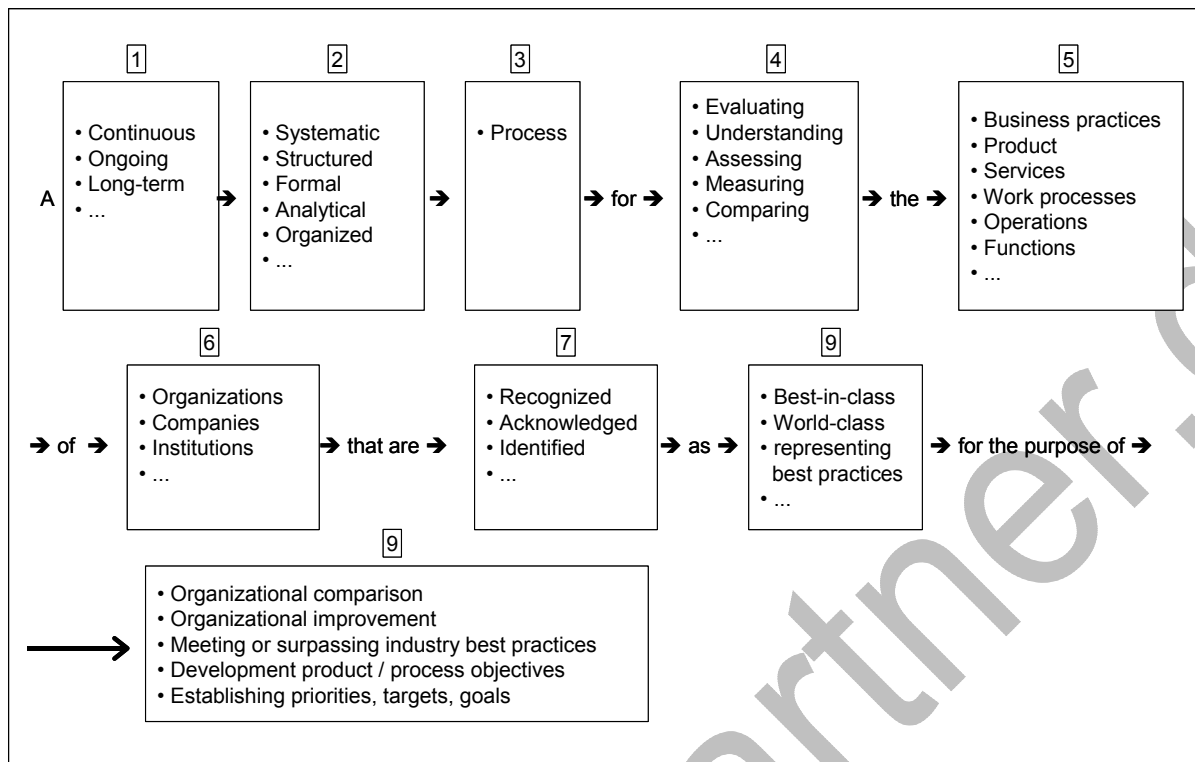 1
2
3
4
5
A
• Continuous
• Ongoing
• Long-term
• ...
➔
• Systematic
• Structured
• Formal
• Analytical
• Organized
• ...
➔
• Process
➔ for ➔
• Evaluating
• Understanding
• Assessing
• Measuring
• Comparing
• ...
➔ the ➔
• Business practices
• Product
• Services
• Work processes
• Operations
• Functions
• ...
6
7
9
➔ of ➔
• Organizations
• Companies
• Institutions
• ...
➔ that are ➔
• Recognized
• Acknowledged
• Identified
• ...
➔ as ➔
• Best-in-class
• World-class
• representing
best practices
• ...
➔ for the purpose of ➔
9
• Organizational comparison
• Organizational improvement
• Meeting or surpassing industry best practices
• Development product / process objectives
• Establishing priorities, targets, goals
artner